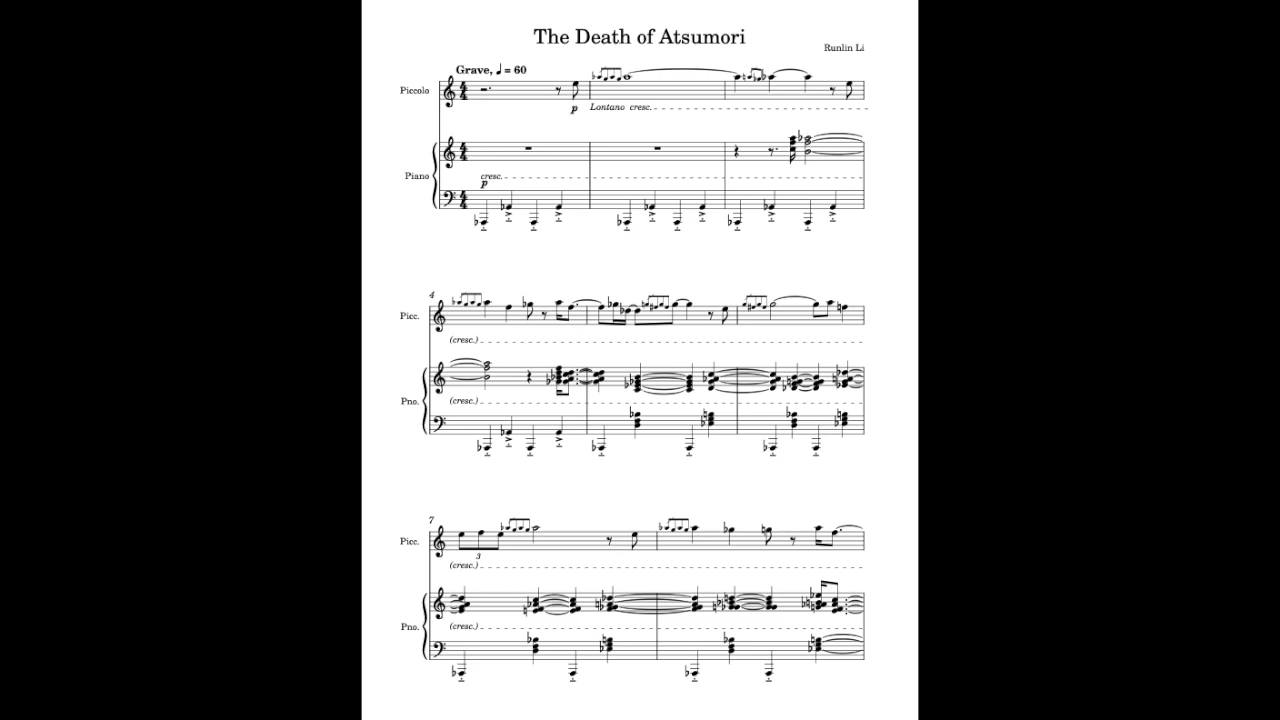 The Death of Atsumori
Runlin Li
Grave, ♩ = 60
Piccolo
p
Lontano cresc.
Piano
cresc.
p
4
Picc.
(cresc.)
Pno.
(cresc.)
7
Picc.
3
(cresc.)
Pno.
(cresc.)